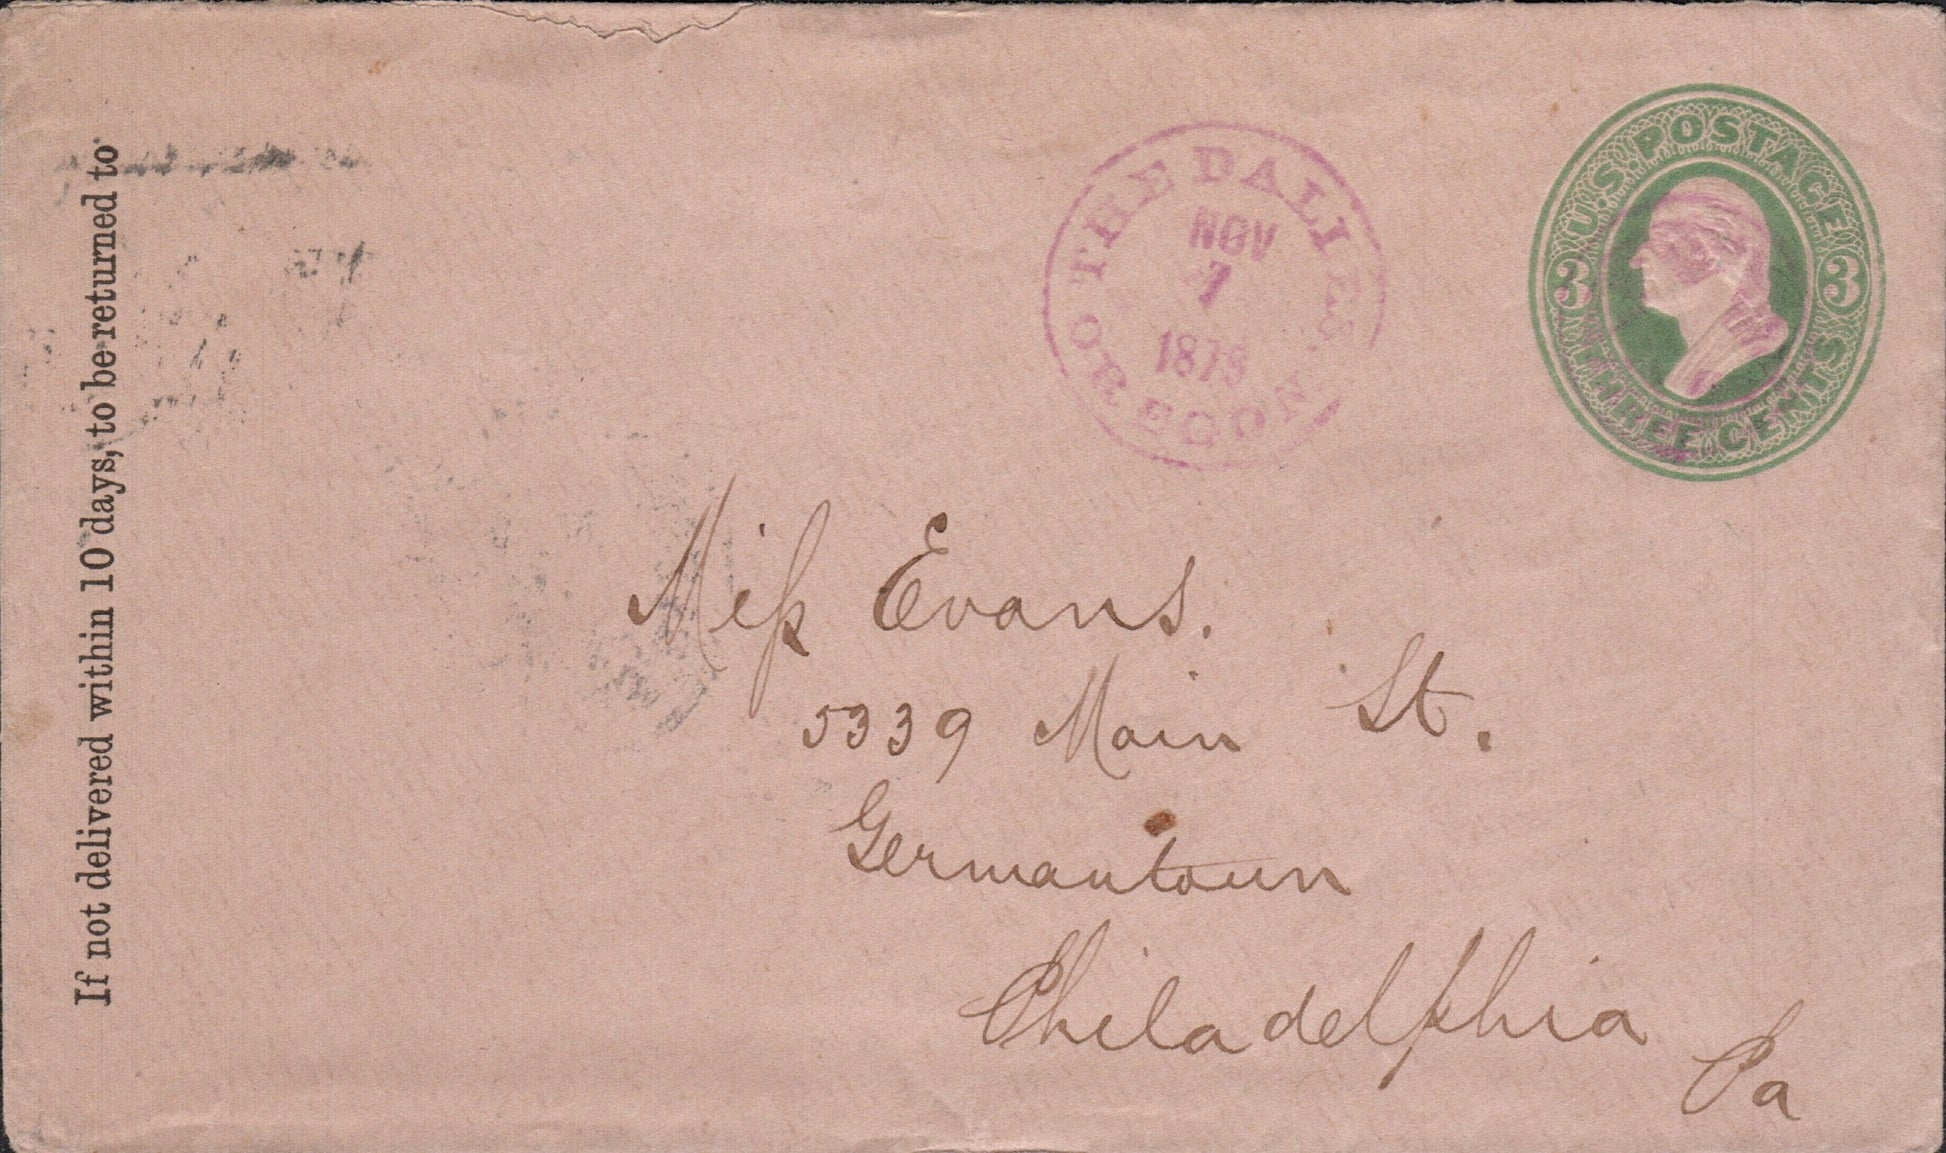 If not delivered within 10 days, to be returned to
THE DALLES
NOV
7
1879
OREGON
U.S. POSTAGE
3 3
THREE CENTS
Miss Evans.
5339 Main St.
Germantown
Philadelphia
Pa